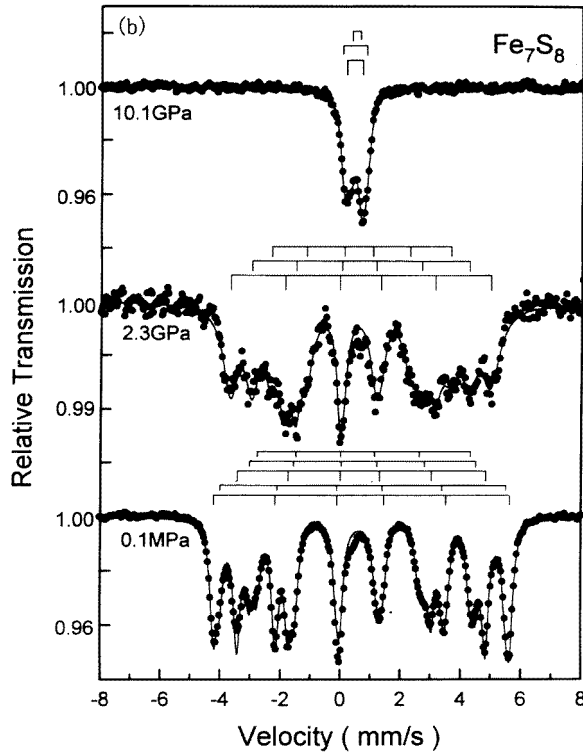 (b)
Fe7S8
1.00
10.1GPa
0.96
1.00
2.3GPa
0.99
1.00
0.1MPa
0.96
Relative Transmission
-8 -6 -4 -2 0 2 4 6 8
Velocity ( mm/s )